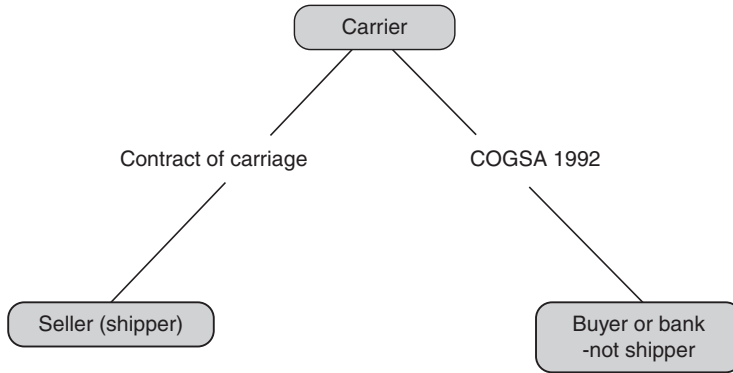 Carrier
Contract of carriage
COGSA 1992
Seller (shipper)
Buyer or bank
-not shipper